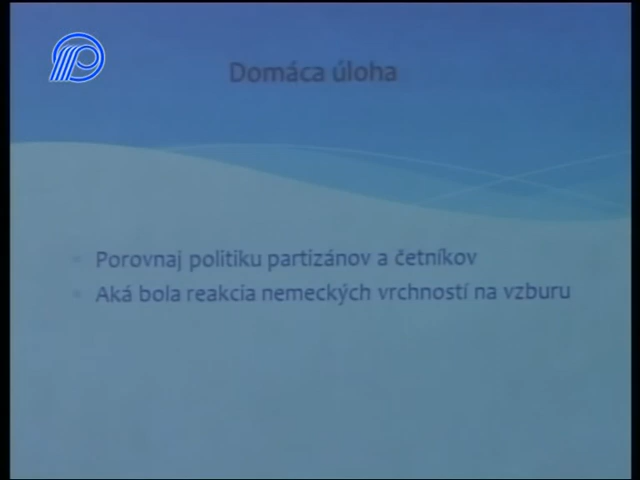 Domáca úloha
Porovnaj politiku partizánov a četníkov
Aká bola reakcia nemeckých vrchností na vzburu